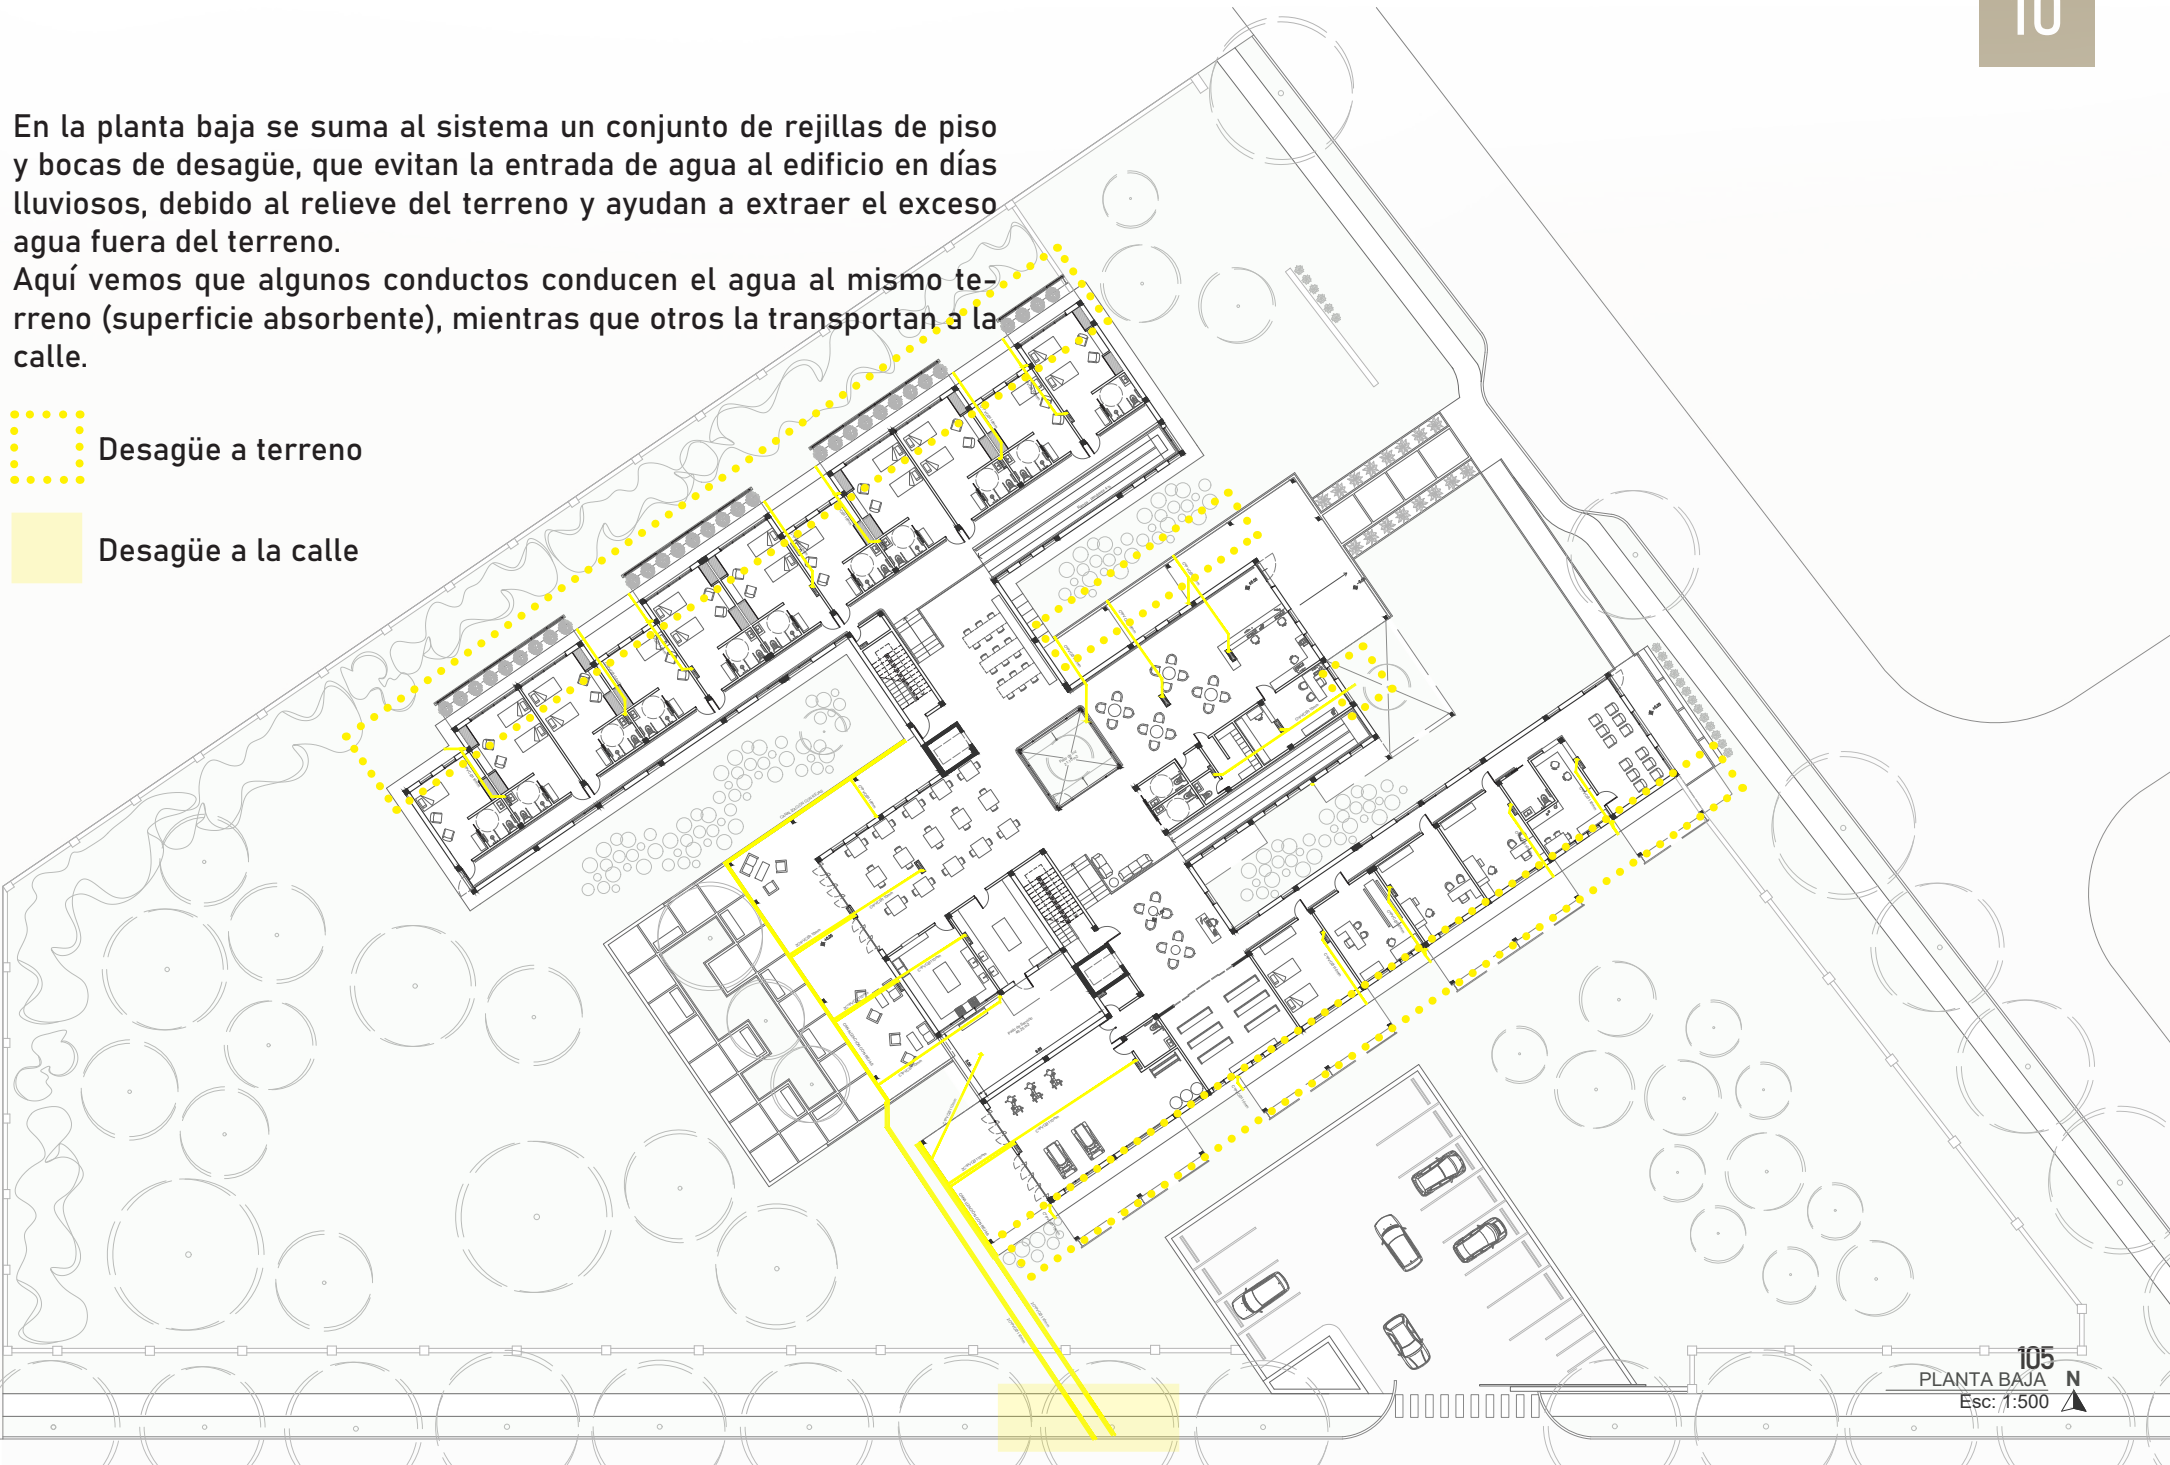 10
En la planta baja se suma al sistema un conjunto de rejillas de piso
y bocas de desagüe, que evitan la entrada de agua al edificio en días
lluviosos, debido al relieve del terreno y ayudan a extraer el exceso
agua fuera del terreno.
Aquí vemos que algunos conductos conducen el agua al mismo te-
rreno (superficie absorbente), mientras que otros la transportan a la
calle.
Desagüe a terreno
Desagüe a la calle
105
PLANTA BAJA N
Esc: 1:500